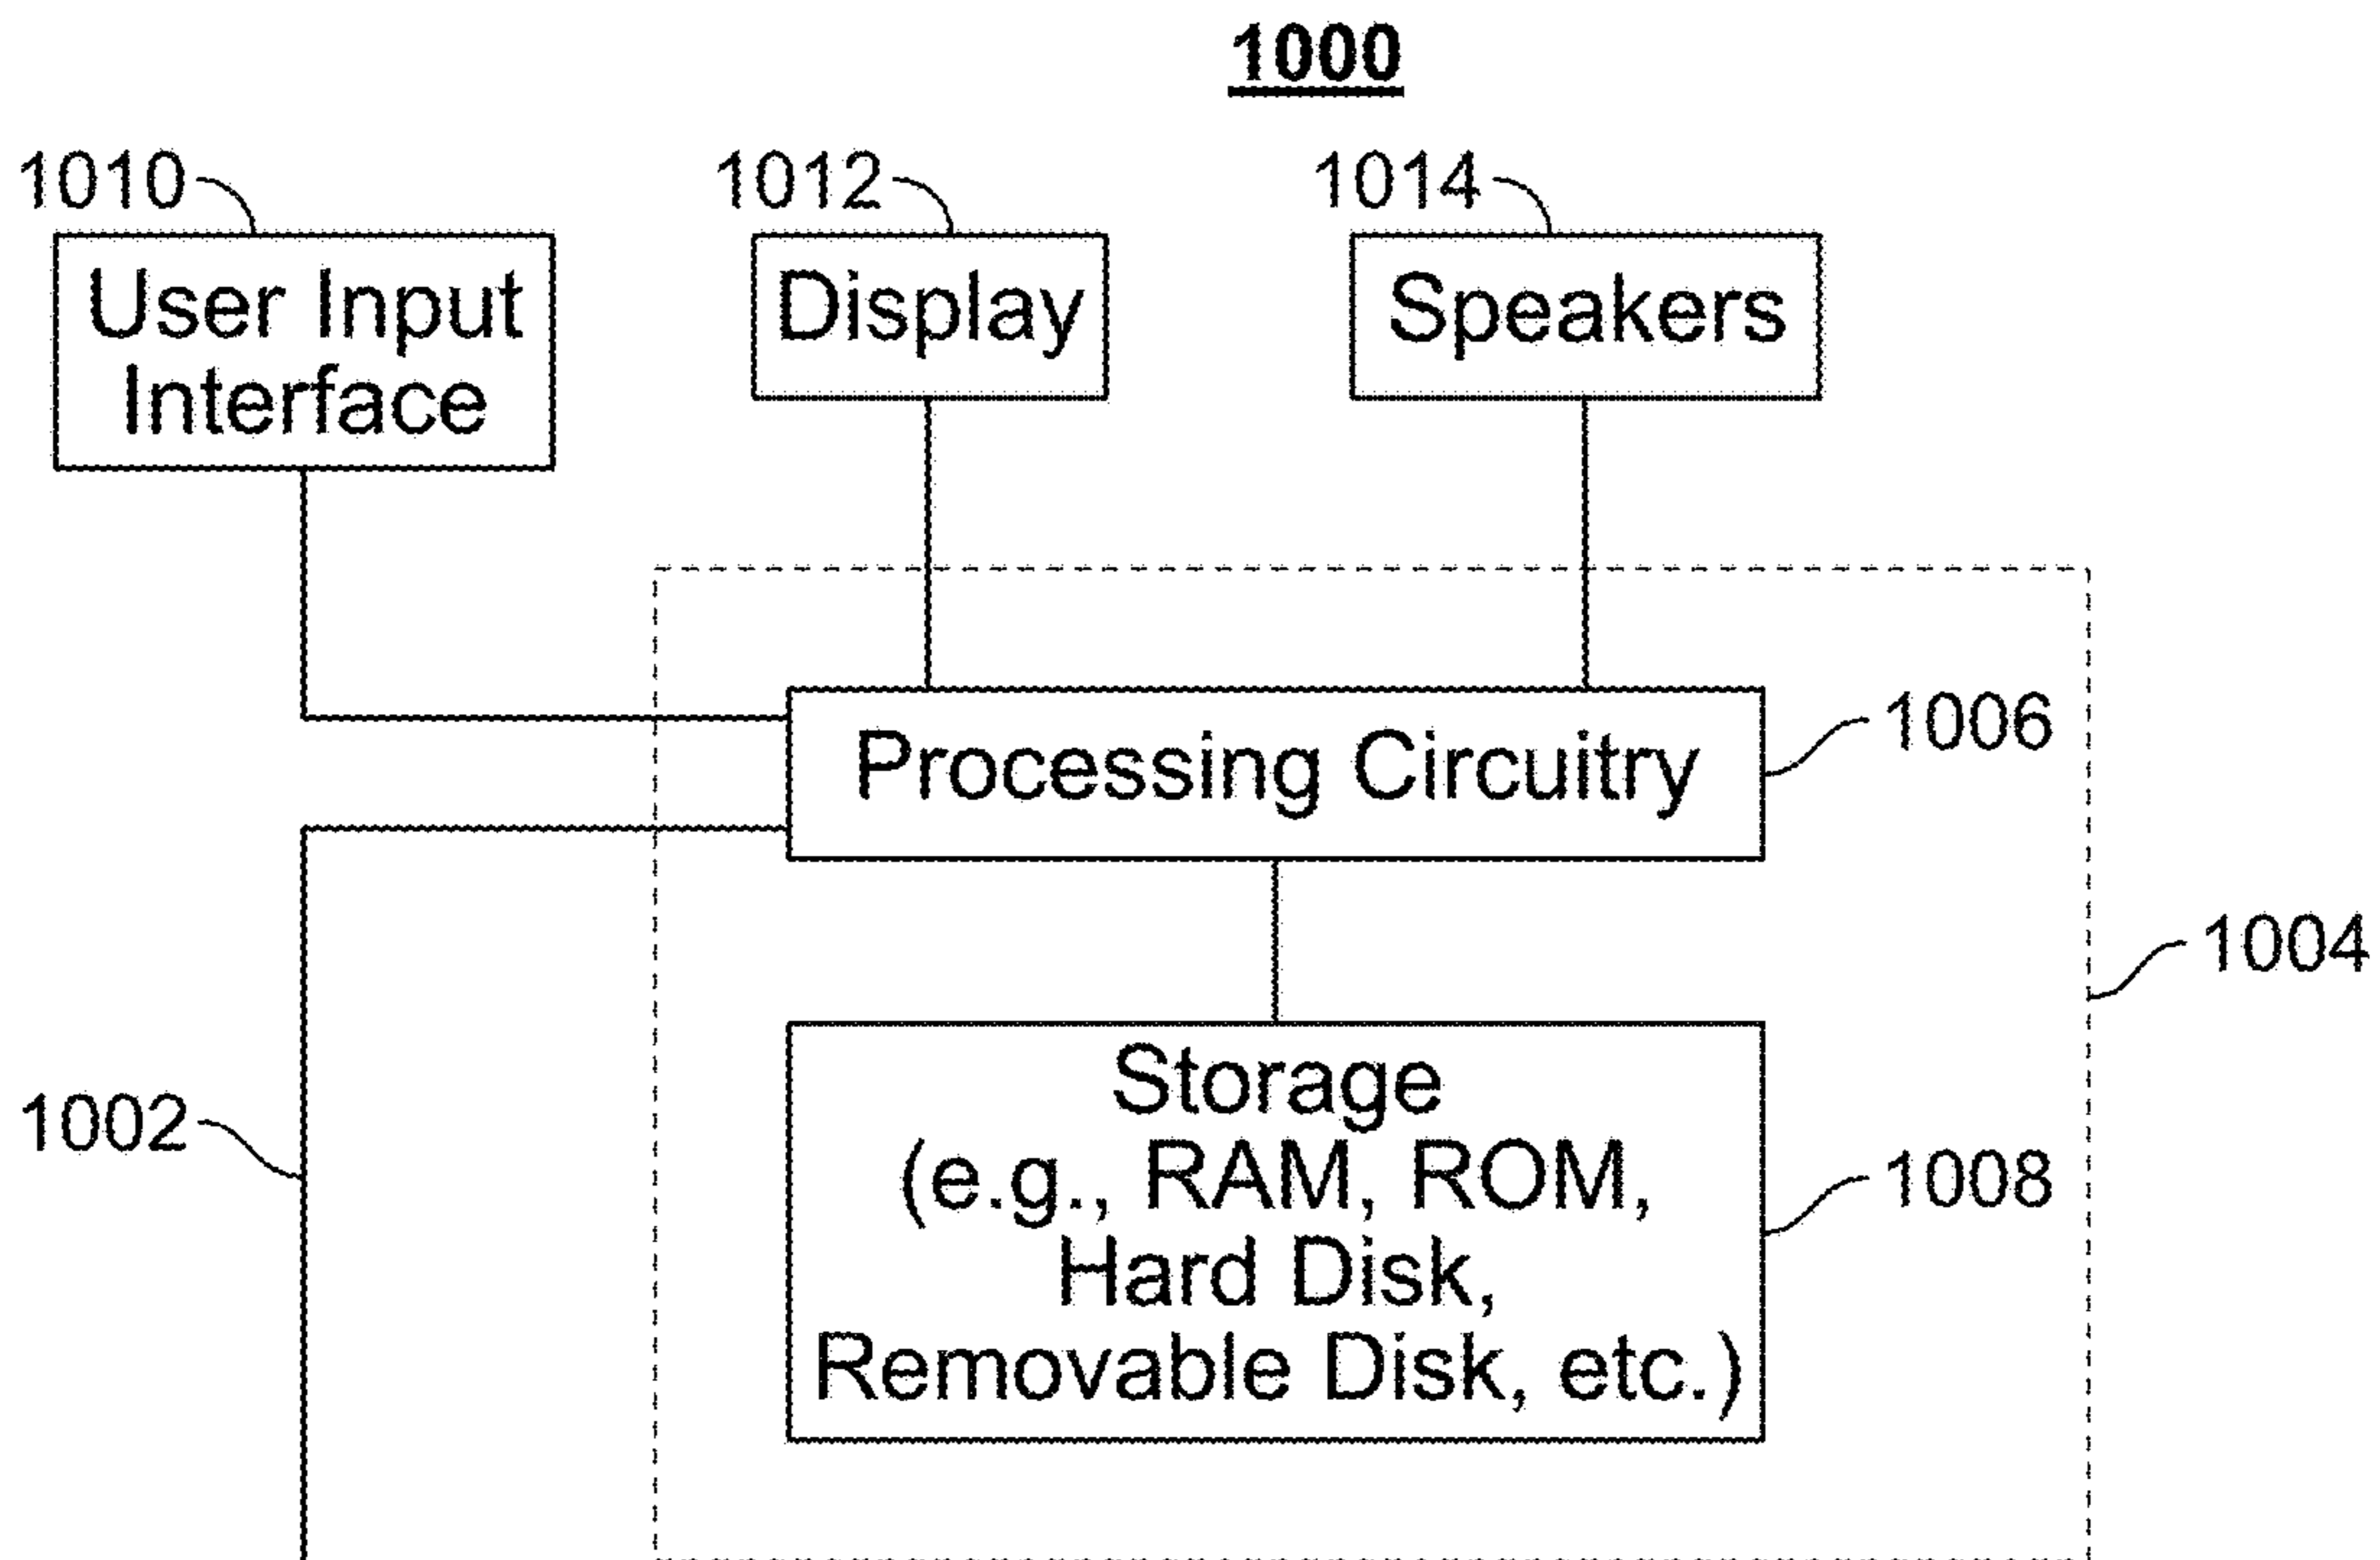 1000
1010
1012
1014
User Input
Interface
Display
Speakers
Processing Circuitry
1006
1004
1002
Storage
(e.g., RAM, ROM,
Hard Disk,
Removable Disk, etc.)
1008